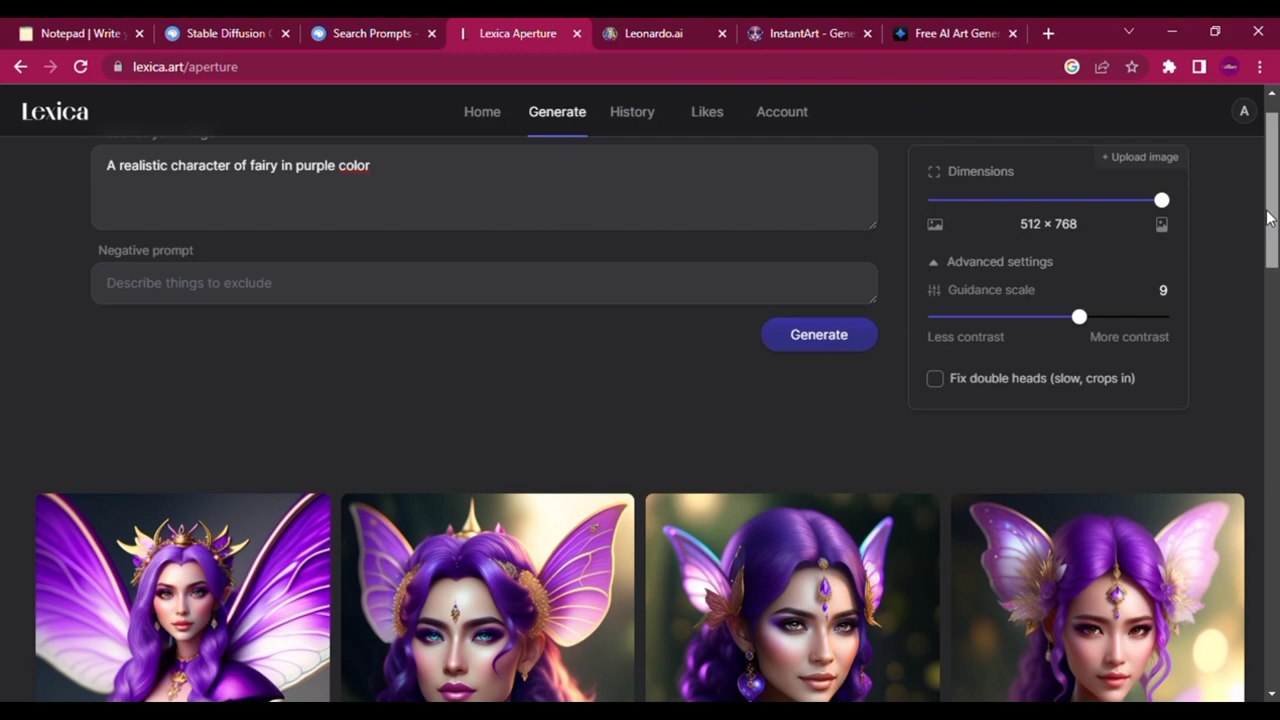 Notepad | Write
Stable Diffusion
Search Prompts -
Lexica Aperture
Leonardo.ai
InstantArt - Gene
Free AI Art Gener
lexica.art/aperture
Lexica
Home
Generate
History
Likes
Account
A
A realistic character of fairy in purple color
+ Upload image
Dimensions
512 × 768
Negative prompt
Describe things to exclude
Advanced settings
Guidance scale
9
Generate
Less contrast
More contrast
Fix double heads (slow, crops in)